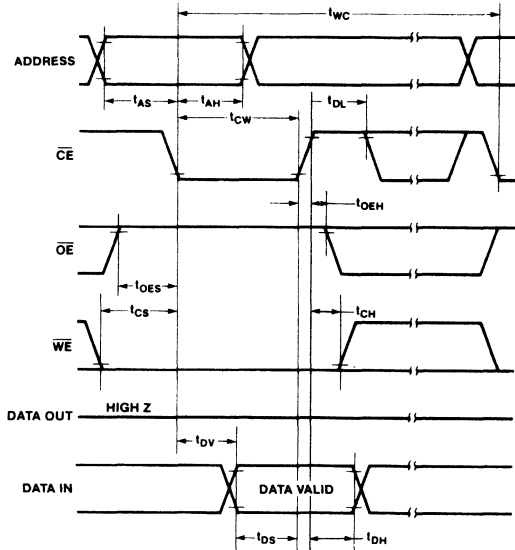 tWC
ADDRESS
tAS
tAH
tCW
tDL
CE
tOEH
OE
tOES
tCS
tCH
WE
HIGH Z
DATA OUT
tDV
DATA IN
DATA VALID
tDS
tDH